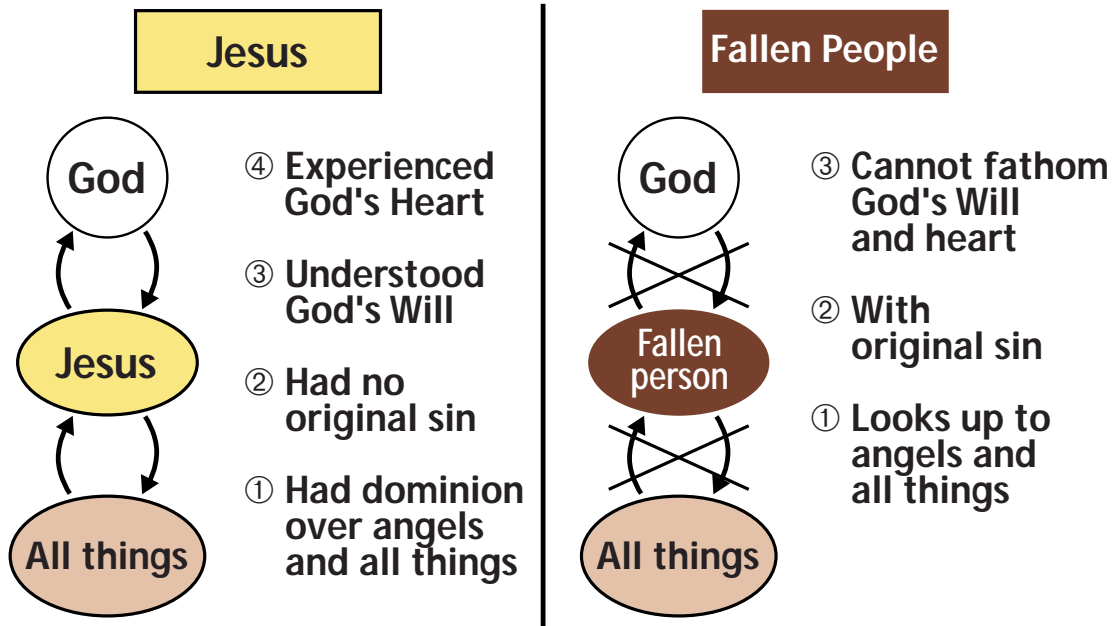 Jesus
God
Jesus
All things
④ Experienced
God's Heart
③ Understood
God's Will
② Had no
original sin
① Had dominion
over angels
and all things
Fallen People
God
Fallen
person
All things
③ Cannot fathom
God's Will
and heart
② With
original sin
① Looks up to
angels and
all things